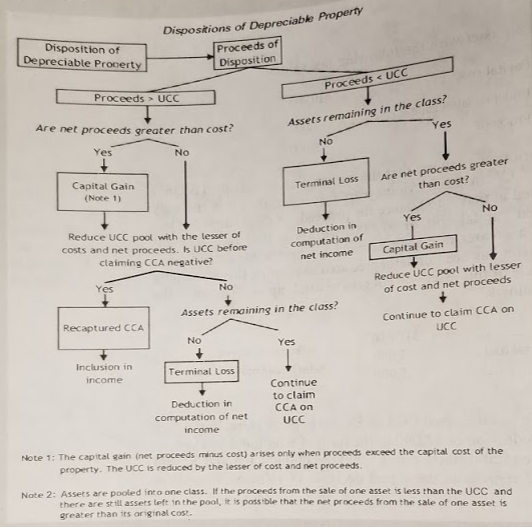 Dispositions of Depreciable Property
Disposition of
Depreciable Property
Proceeds of
Disposition
Proceeds > UCC
Proceeds < UCC
Are net proceeds greater than cost?
Yes
No
Capital Gain
(Note 1)
Reduce UCC pool with the lesser of
costs and net proceeds. Is UCC before
claiming CCA negative?
Yes
No
Recaptured CCA
Inclusion in
income
Assets remaining in the class?
No
Yes
Terminal Loss
Deduction in
computation of net
income
Continue
to claim
CCA on
UCC
Assets remaining in the class?
No
Yes
Terminal Loss
Deduction in
computation of
net income
Are net proceeds greater
than cost?
Yes
No
Capital Gain
Reduce UCC pool with lesser
of cost and net proceeds
Continue to claim CCA on
UCC
Note 1: The capital gain (net proceeds minus cost) arises only when proceeds exceed the capital cost of the
property. The UCC is reduced by the lesser of cost and net proceeds.
Note 2: Assets are pooled into one class. If the proceeds from the sale of one asset is less than the UCC and
there are still assets left in the pool, it is possible that the net proceeds from the sale of one asset is
greater than its original cost.